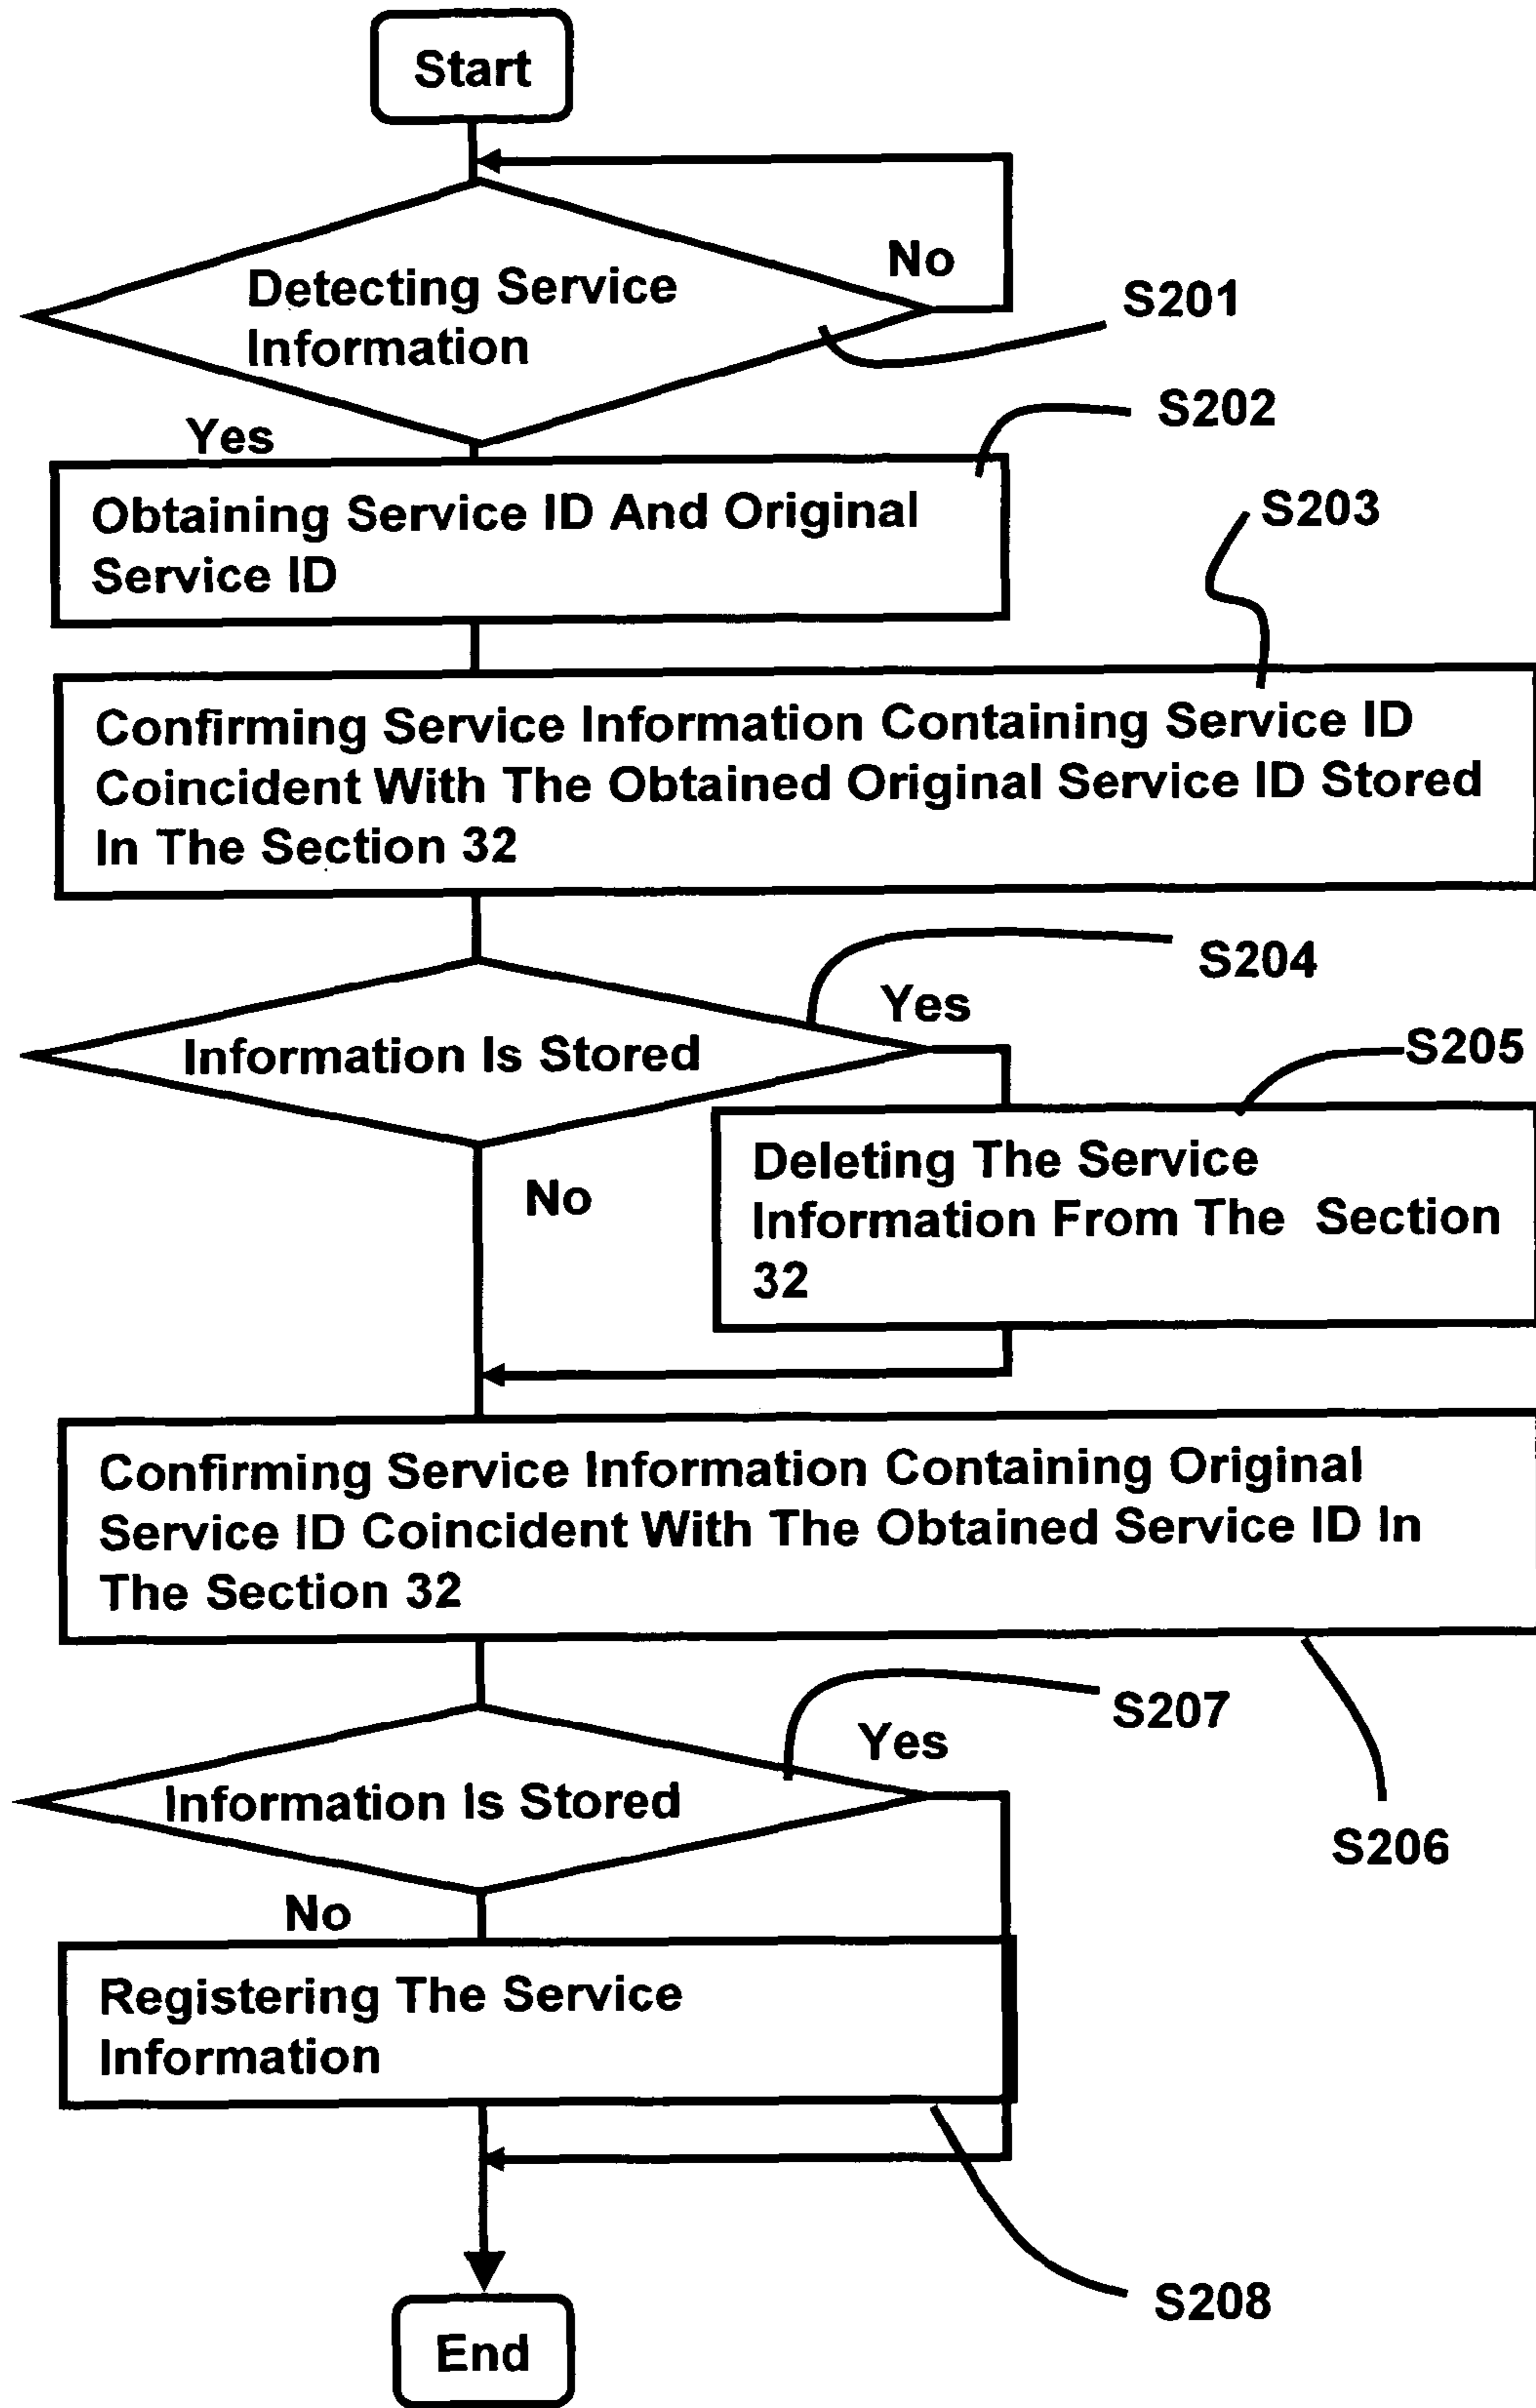 Start
No
Detecting Service
Information
S201
Yes
S202
Obtaining Service ID And Original
Service ID
S203
Confirming Service Information Containing Service ID
Coincident With The Obtained Original Service ID Stored
In The Section 32
S204
Yes
Information Is Stored
S205
Deleting The Service
Information From The Section
32
No
Confirming Service Information Containing Original
Service ID Coincident With The Obtained Service ID In
The Section 32
S207
Yes
Information Is Stored
S206
No
Registering The Service
Information
S208
End